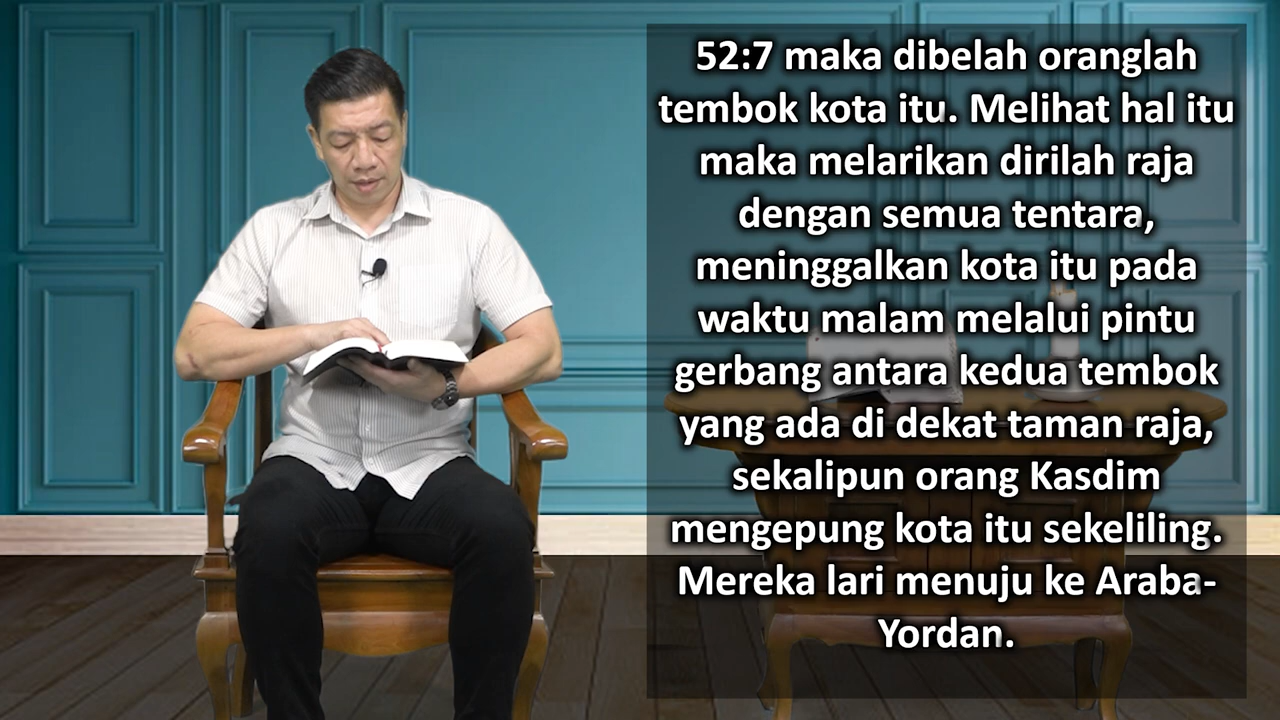 52:7 maka dibelah oranglah
tembok kota itu. Melihat hal itu
maka melarikan dirilah raja
dengan semua tentara,
meninggalkan kota itu pada
waktu malam melalui pintu
gerbang antara kedua tembok
yang ada di dekat taman raja,
sekalipun orang Kasdim
mengepung kota itu sekeliling.
Mereka lari menuju ke Araba-
Yordan.